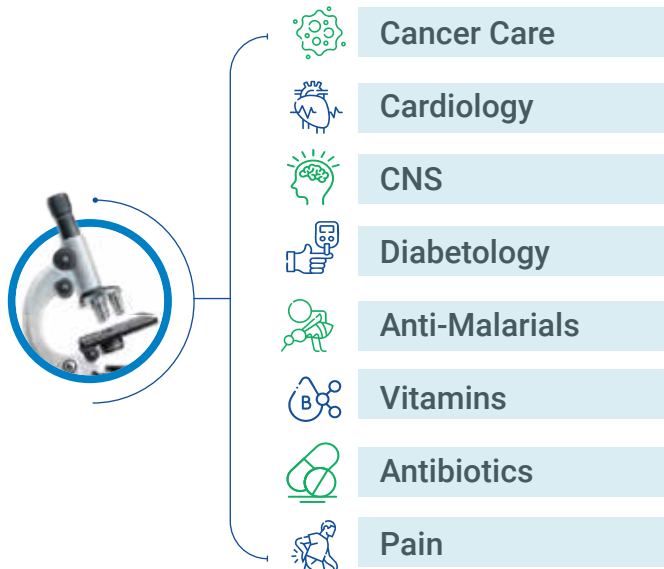 Cancer Care
Cardiology
CNS
Diabetology
Anti-Malarials
B
Vitamins
Antibiotics
Pain